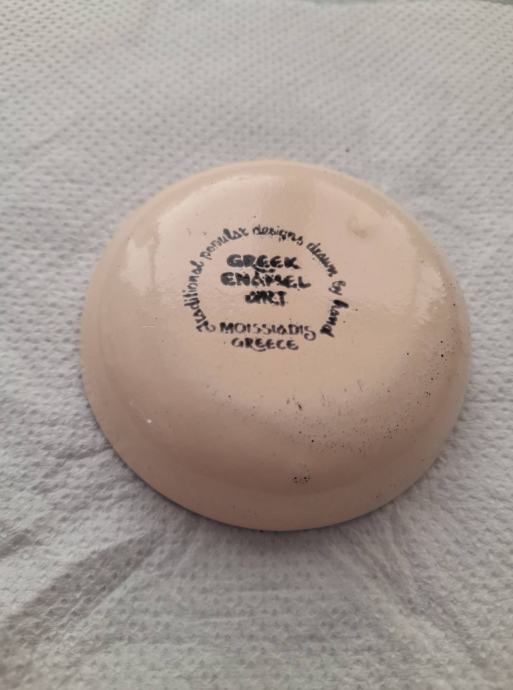 traditional popular designs drawn by hand
GREEK
ENAMEL
ART
MOISSIADIS
GREECE